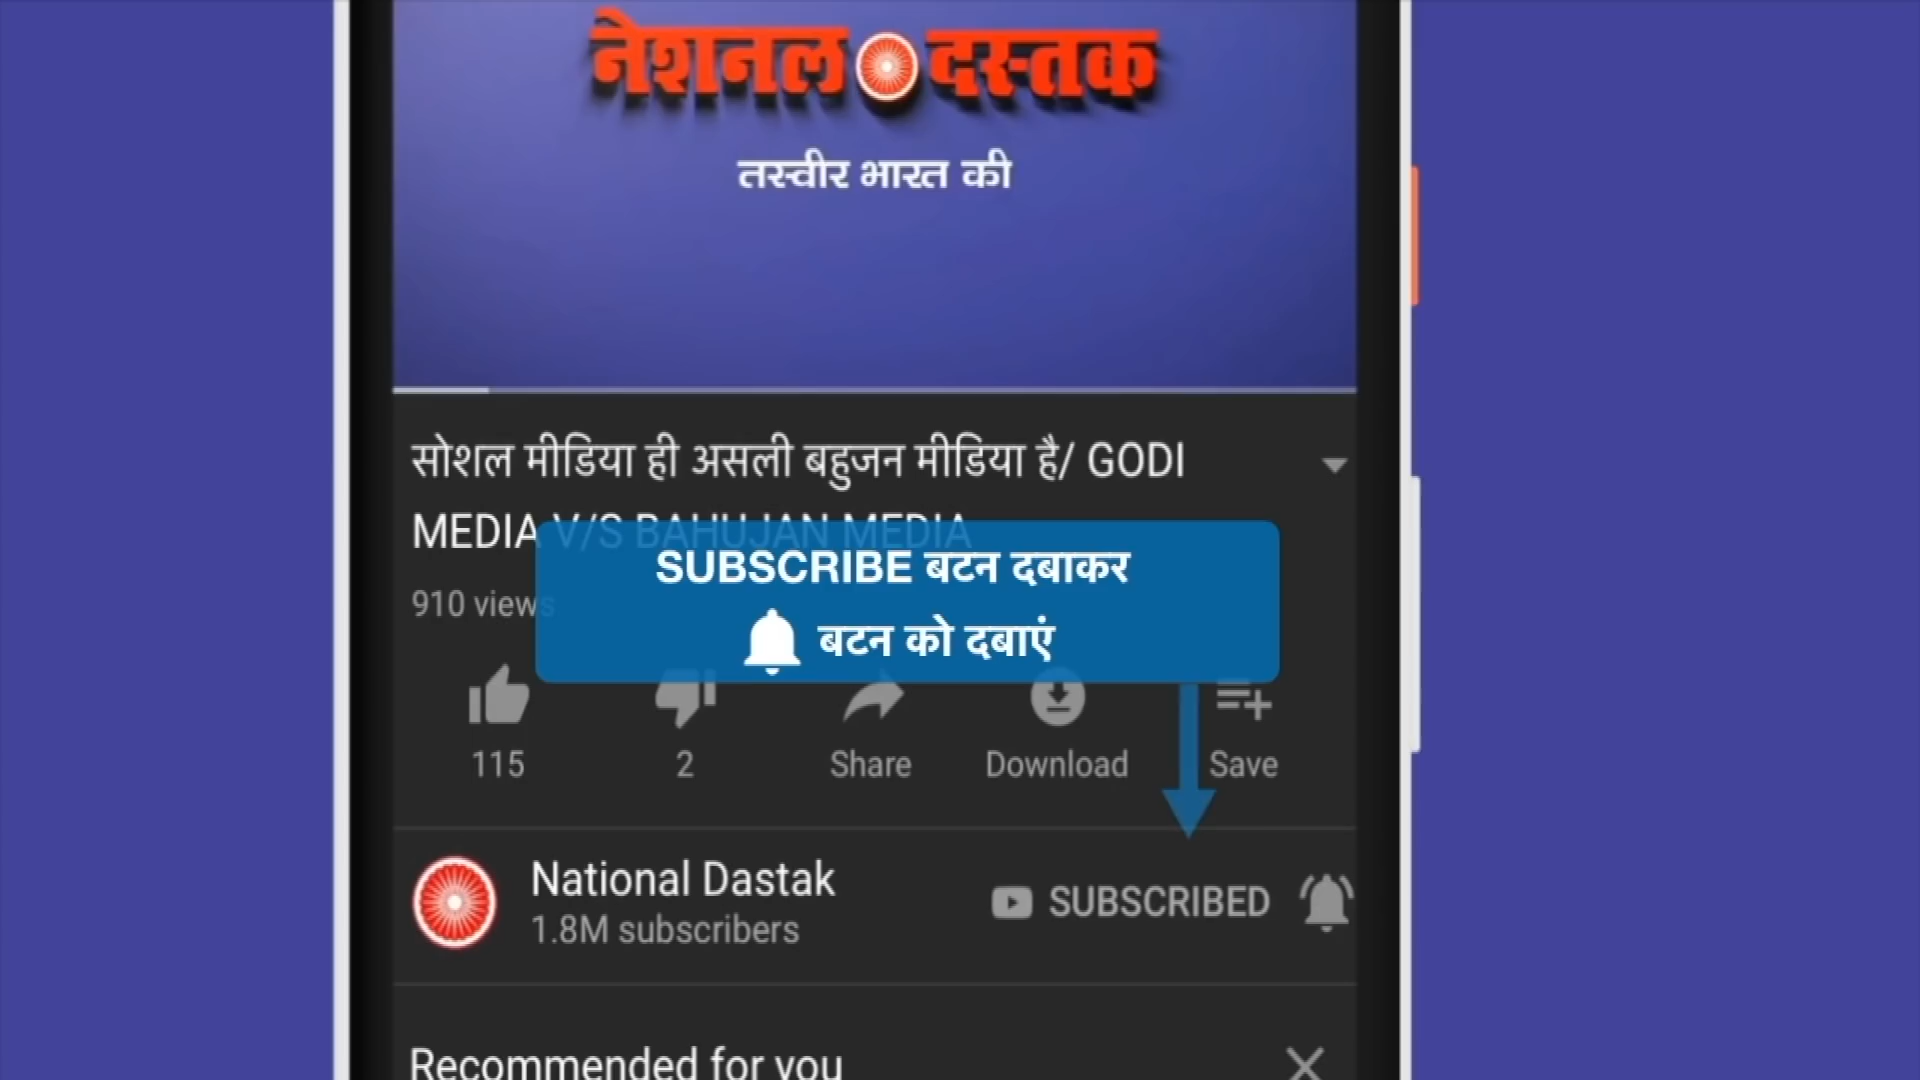 नेशनल दस्तक
तस्वीर भारत की
सोशल मीडिया ही असली बहुजन मीडिया है/ GODI
MEDIA V/S BAHUJAN MEDIA
910 views
SUBSCRIBE बटन दबाकर
बटन को दबाएं
115 2 Share Download Save
National Dastak
1.8M subscribers
SUBSCRIBED
Recommended for you